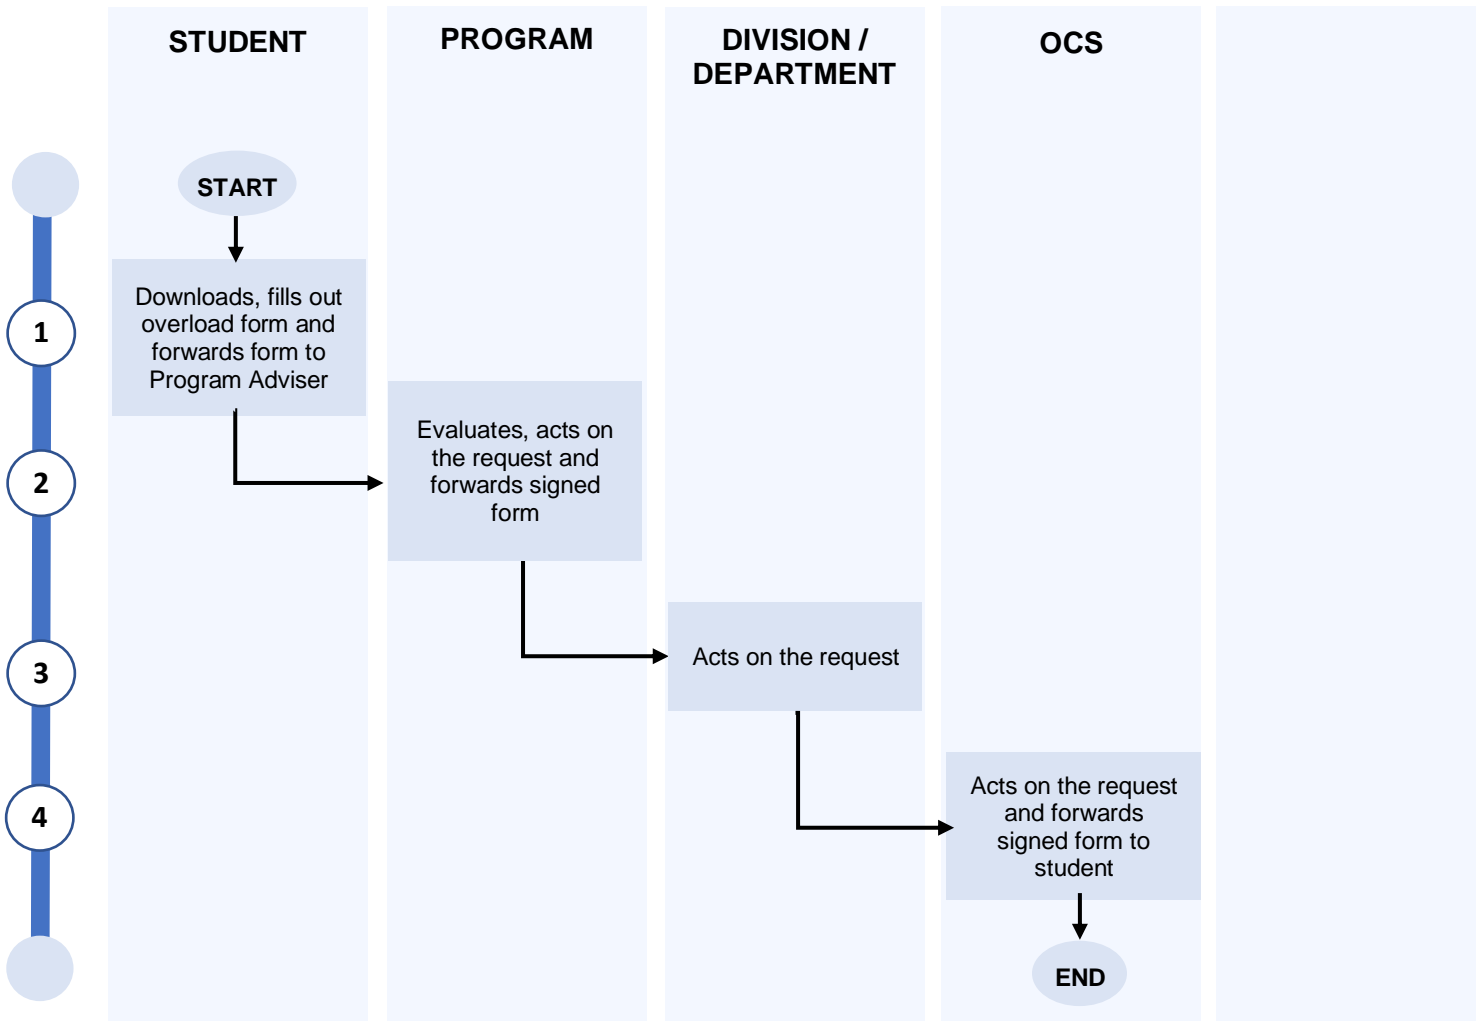 STUDENT
PROGRAM
DIVISION /
DEPARTMENT
OCS
START
1
Downloads, fills out
overload form and
forwards form to
Program Adviser
2
Evaluates, acts on
the request and
forwards signed
form
3
Acts on the request
4
Acts on the request
and forwards
signed form to
student
END